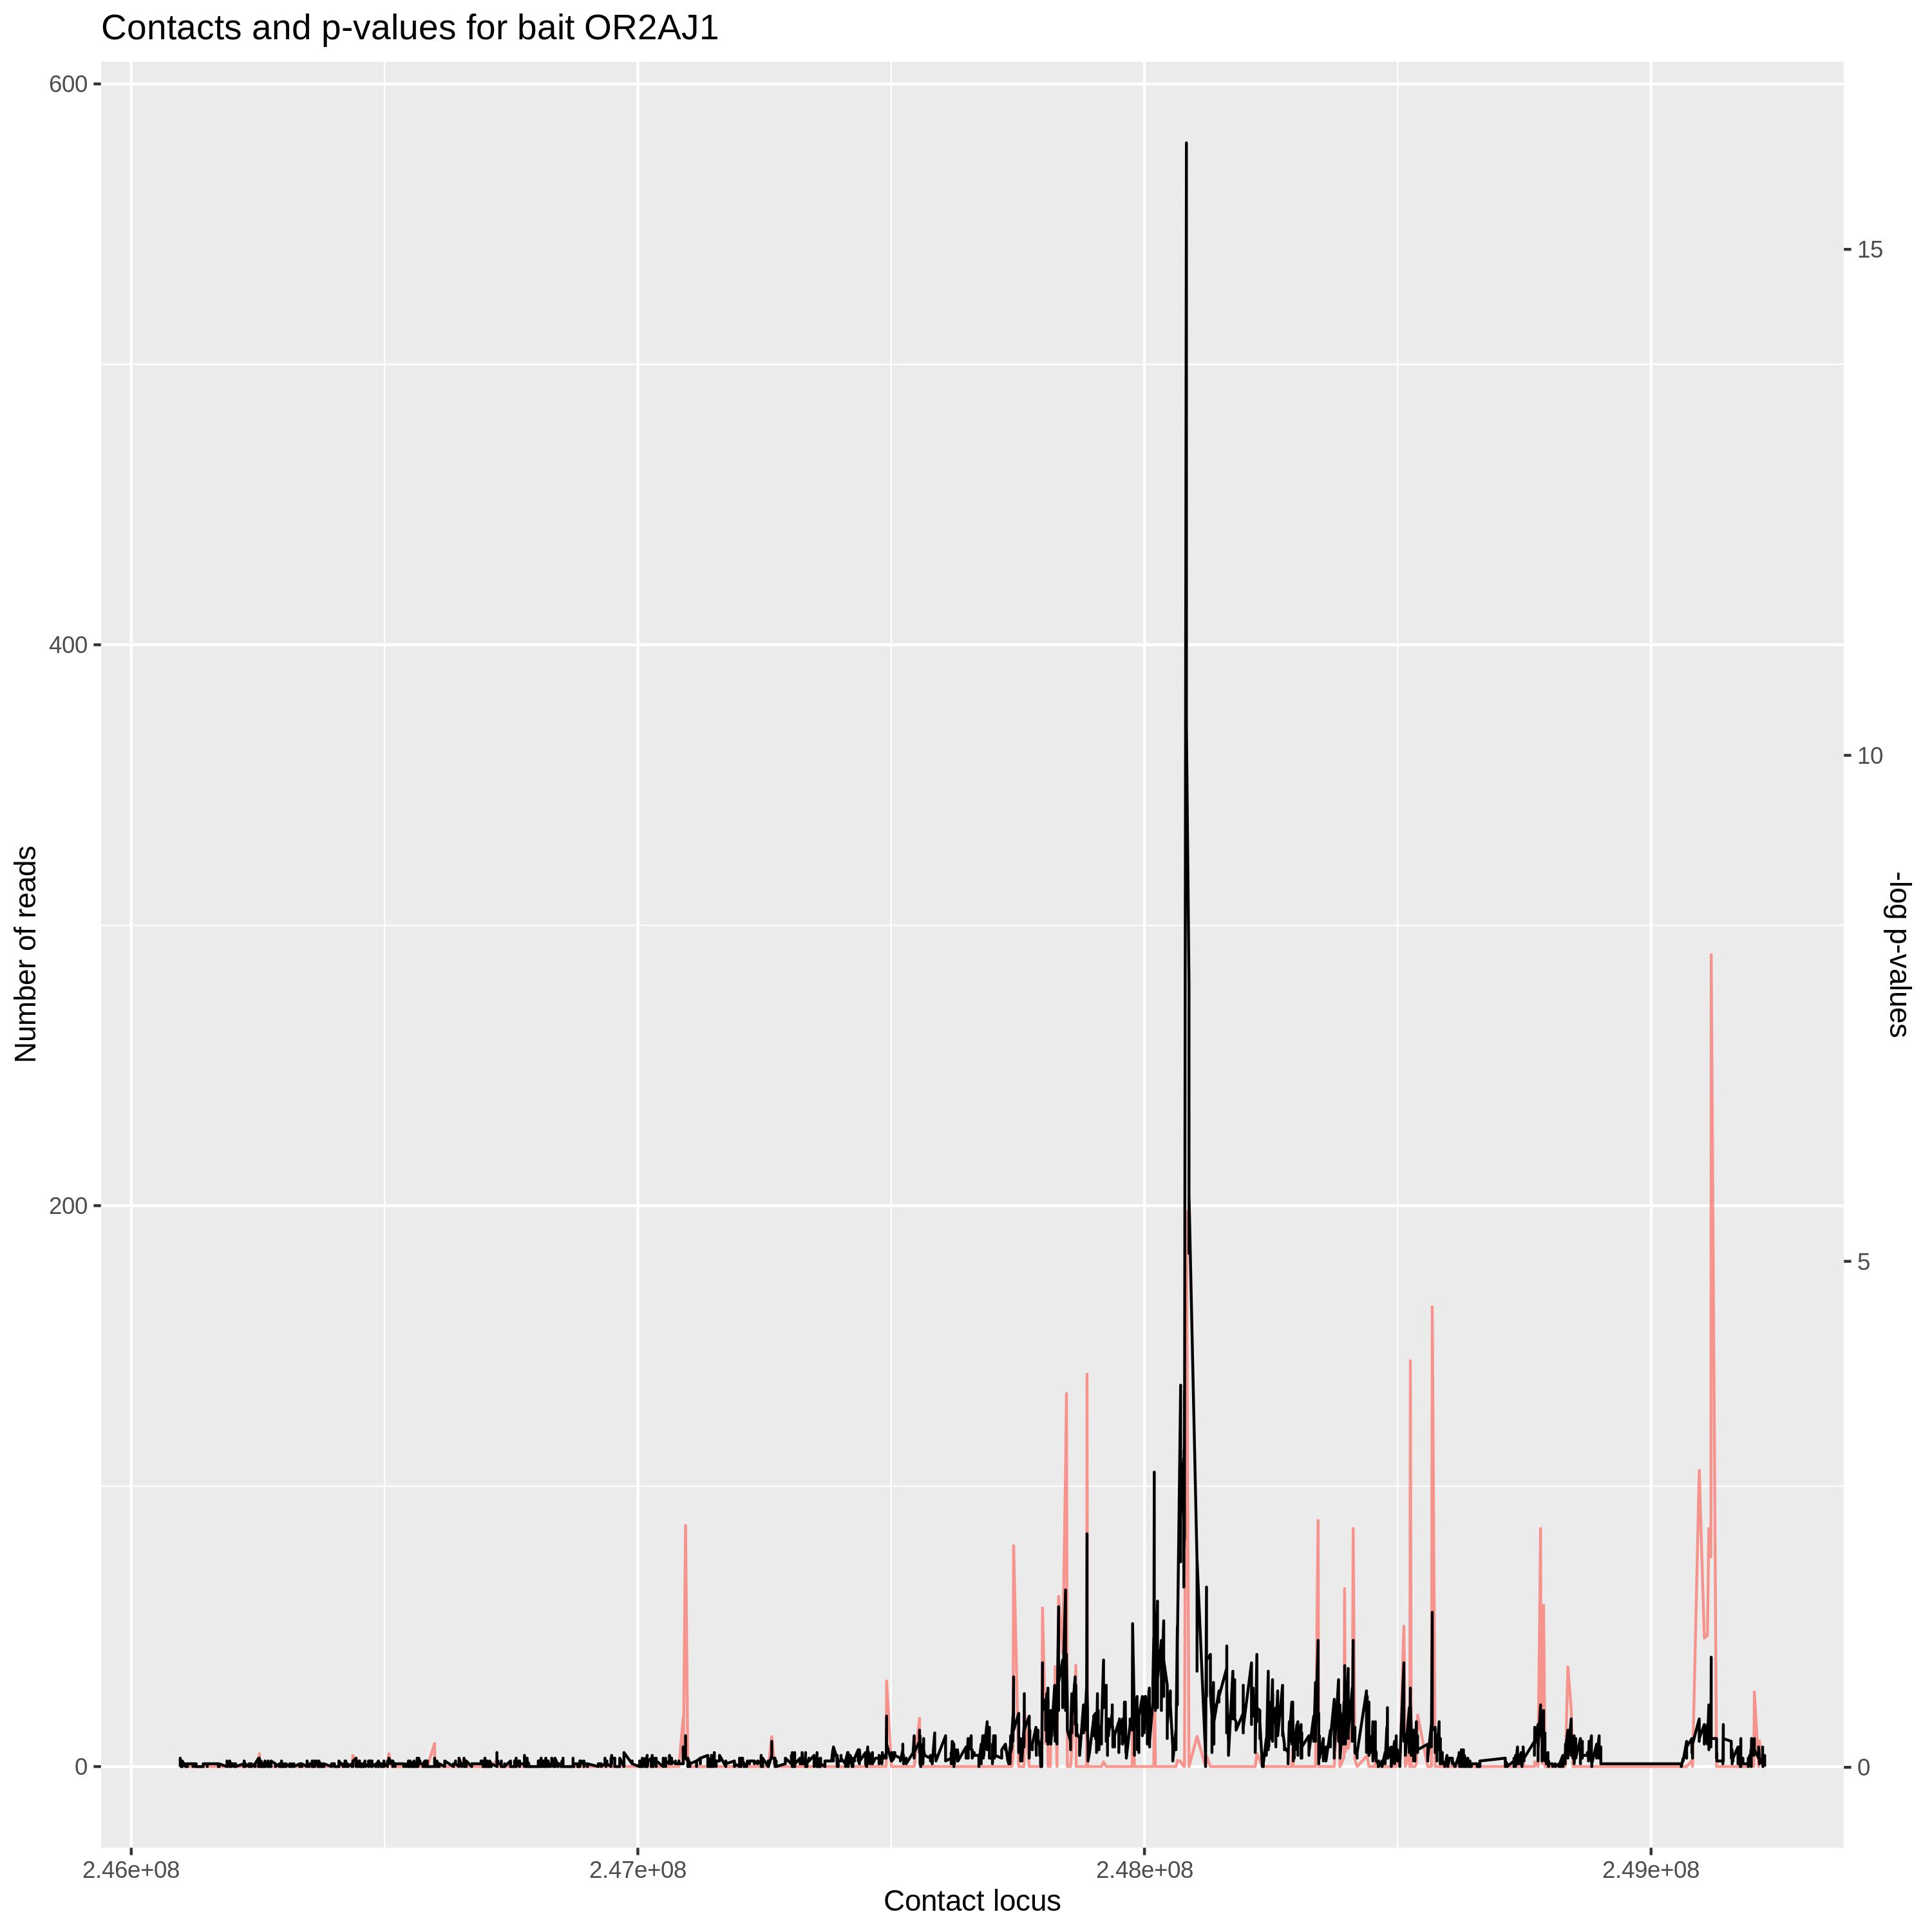 Contacts and p-values for bait OR2AJ1
600
400
200
0
Number of reads
15
10
5
0
-log p-values
2.46e+08
2.47e+08
2.48e+08
2.49e+08
Contact locus